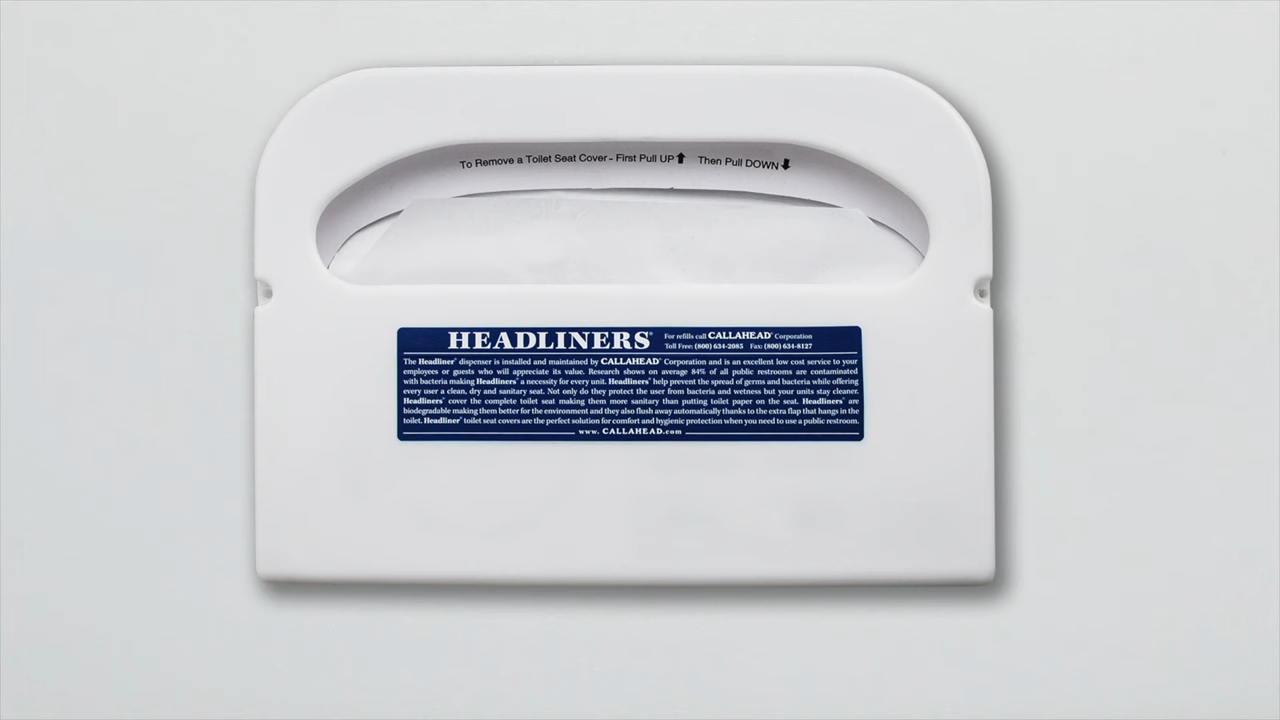 To Remove a Toilet Seat Cover - First Pull UP ⬆ Then Pull DOWN ⬇
HEADLINERS®
For refills call CALLAHEAD® Corporation
Toll Free: (800) 634-2085 Fax: (800) 634-8127
The Headliner® dispenser is installed and maintained by CALLAHEAD® Corporation and is an excellent low cost service to your
employees or guests who will appreciate its value. Research shows on average 84% of all public restrooms are contaminated
with bacteria making Headliners® a necessity for every unit. Headliners® help prevent the spread of germs and bacteria while offering
every user a clean, dry and sanitary seat. Not only do they protect the user from bacteria and wetness but your units stay cleaner.
Headliners® cover the complete toilet seat making them more sanitary than putting toilet paper on the seat. Headliners® are
biodegradable making them better for the environment and they also flush away automatically thanks to the extra flap that hangs in the
toilet. Headliner® toilet seat covers are the perfect solution for comfort and hygienic protection when you need to use a public restroom.
www. CALLAHEAD.com